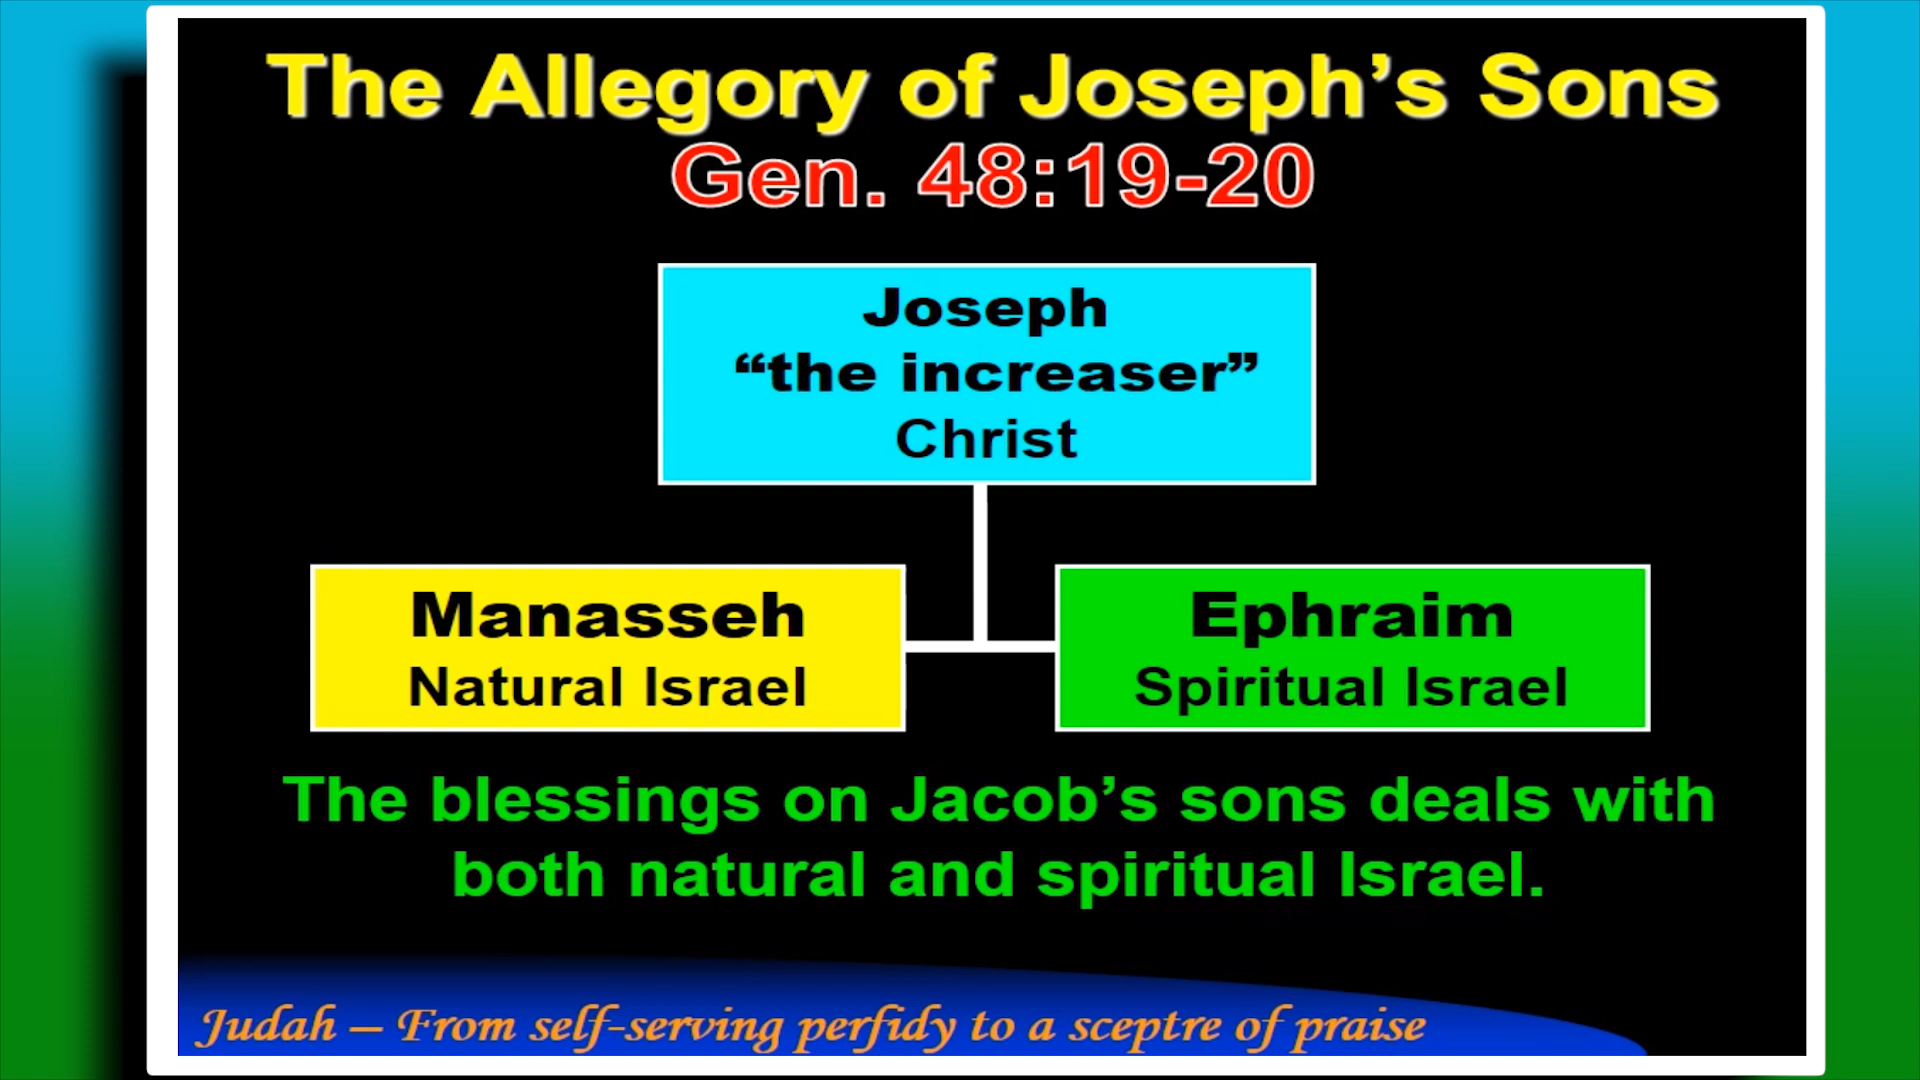 The Allegory of Joseph’s Sons
Gen. 48:19-20
Joseph
“the increaser”
Christ
Manasseh
Natural Israel
Ephraim
Spiritual Israel
The blessings on Jacob’s sons deals with
both natural and spiritual Israel.
Judah – From self-serving perfidy to a sceptre of praise